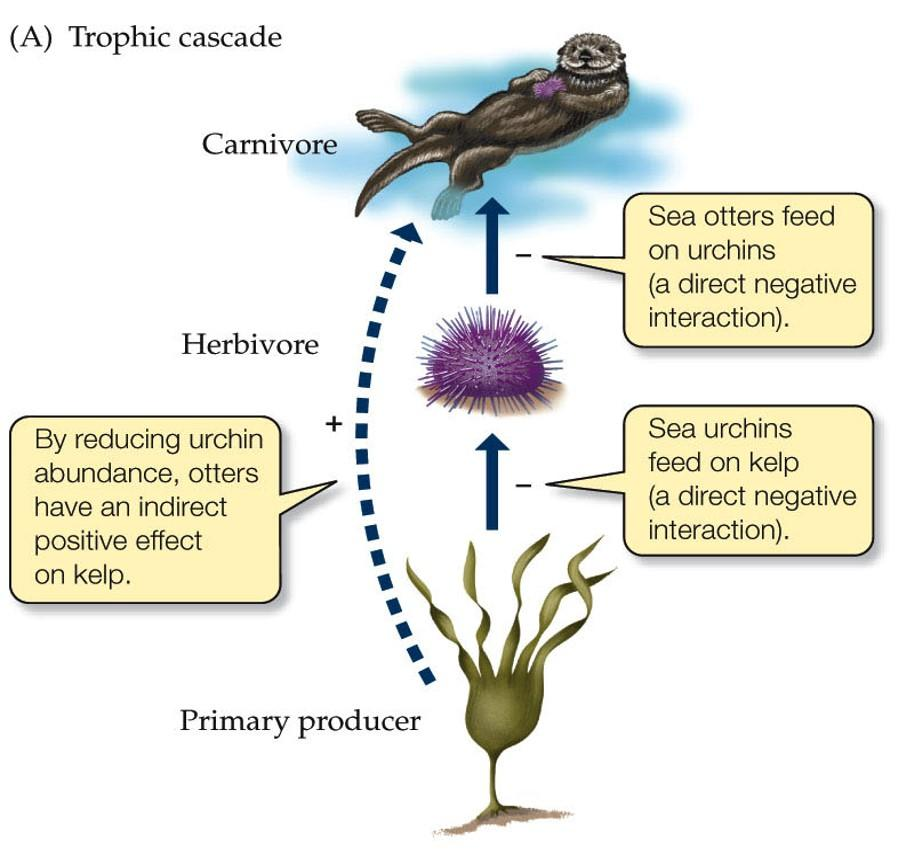 (A) Trophic cascade
Carnivore
Sea otters feed
on urchins
(a direct negative
interaction).
–
Herbivore
+
By reducing urchin
abundance, otters
have an indirect
positive effect
on kelp.
Sea urchins
feed on kelp
(a direct negative
interaction).
–
Primary producer